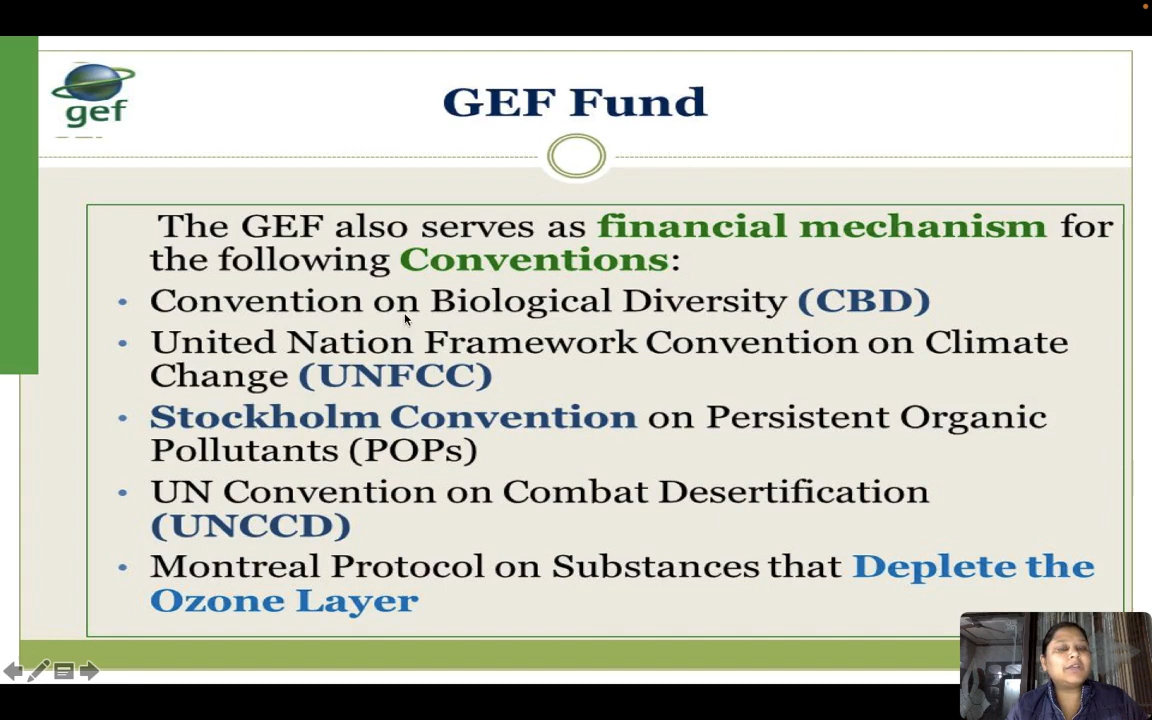 gef
GEF Fund
The GEF also serves as financial mechanism for
the following Conventions:
• Convention on Biological Diversity (CBD)
• United Nation Framework Convention on Climate
Change (UNFCC)
• Stockholm Convention on Persistent Organic
Pollutants (POPs)
• UN Convention on Combat Desertification
(UNCCD)
• Montreal Protocol on Substances that Deplete the
Ozone Layer